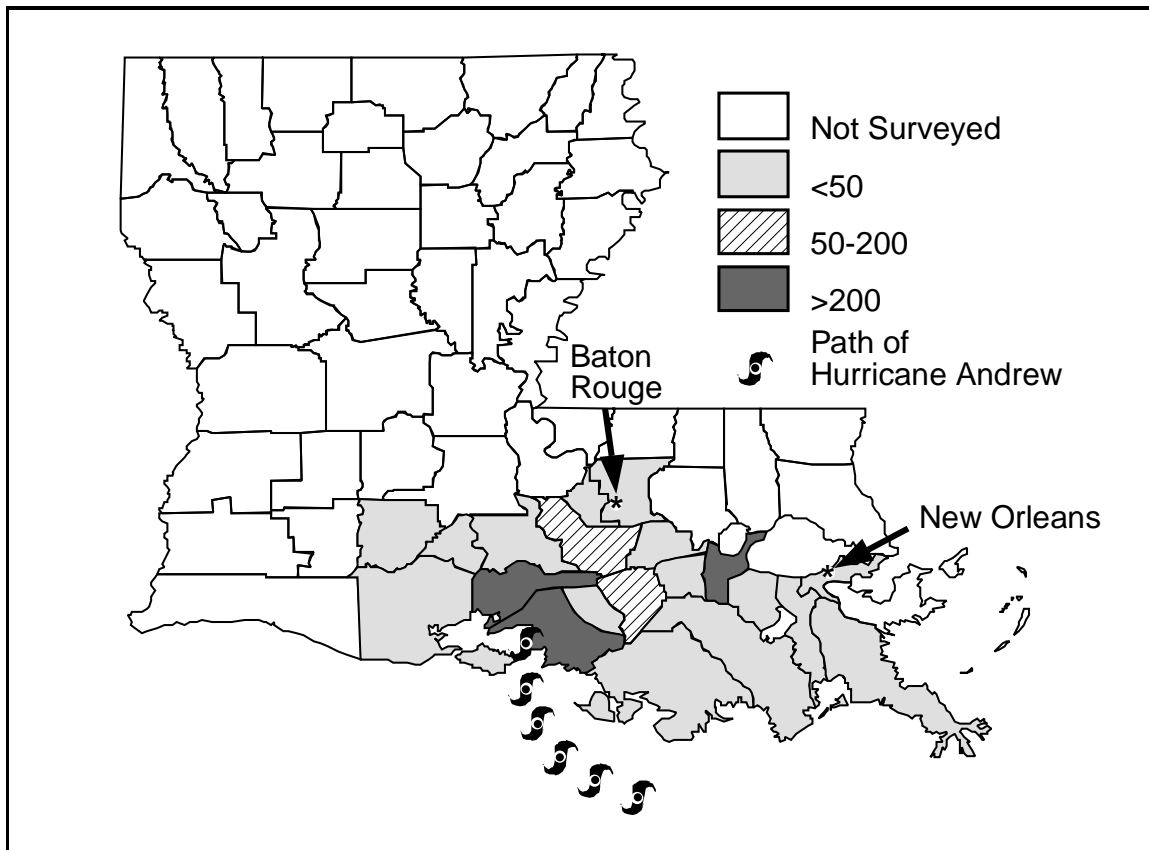 Not Surveyed
<50
50-200
>200
Path of
Hurricane Andrew
Baton
Rouge
*
New Orleans
*